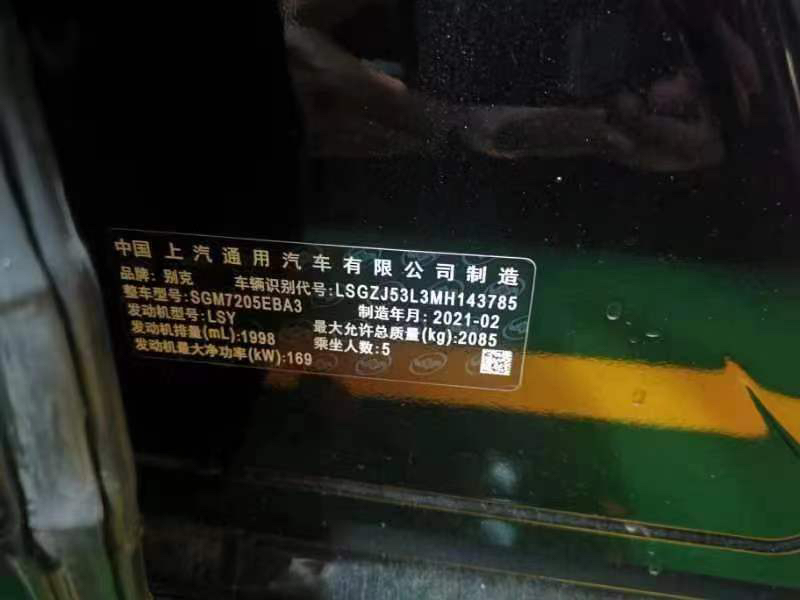 中国 上汽通用汽车有限公司制造
品牌: 别克 车辆识别代号:LSGZJ53L3MH143785
整车型号:SGM7205EBA3 制造年月: 2021-02
发动机型号:LSY 最大允许总质量(kg):2085
发动机排量(mL):1998 乘坐人数:5
发动机最大净功率(kW):169